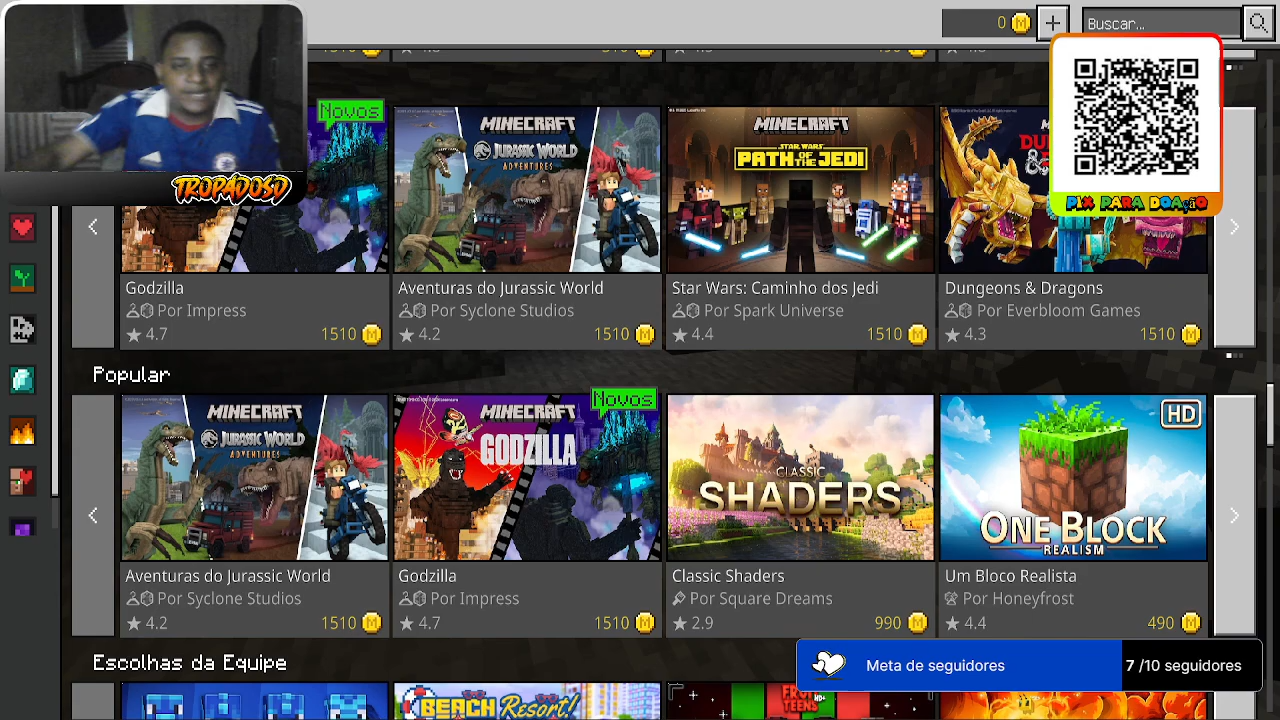 0
+
Buscar...
TROPADOSO
PIX PARA DOAÇÃO
Novos
MINECRAFT
JURASSIC WORLD
ADVENTURES
MINECRAFT
STAR WARS
PATH OF THE JEDI
Godzilla
Por Impress
4.7
1510
Aventuras do Jurassic World
Por Syclone Studios
4.2
1510
Star Wars: Caminho dos Jedi
Por Spark Universe
4.4
1510
Dungeons & Dragons
Por Everbloom Games
4.3
1510
Popular
MINECRAFT
JURASSIC WORLD
ADVENTURES
Novos
MINECRAFT
GODZILLA
CLASSIC
SHADERS
HD
ONE BLOCK
REALISM
Aventuras do Jurassic World
Por Syclone Studios
4.2
1510
Godzilla
Por Impress
4.7
1510
Classic Shaders
Por Square Dreams
2.9
990
Um Bloco Realista
Por Honeyfrost
4.4
490
Escolhas da Equipe
BEACH Resort!
Meta de seguidores
7 /10 seguidores